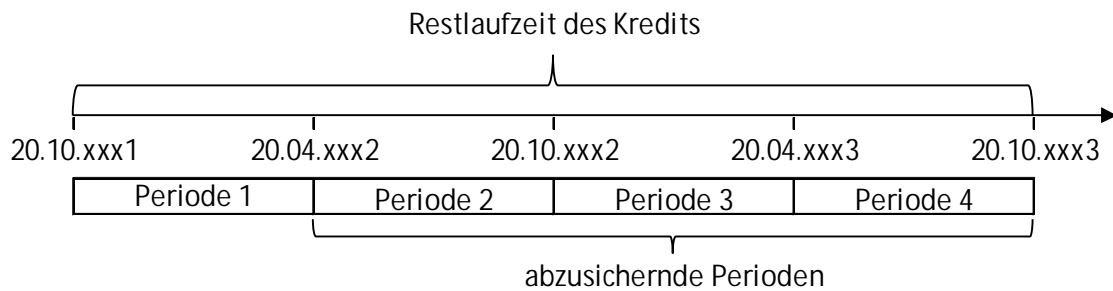 Restlaufzeit des Kredits
20.10.xxx1 20.04.xxx2 20.10.xxx2 20.04.xxx3 20.10.xxx3
Periode 1 Periode 2 Periode 3 Periode 4
abzusichernde Perioden